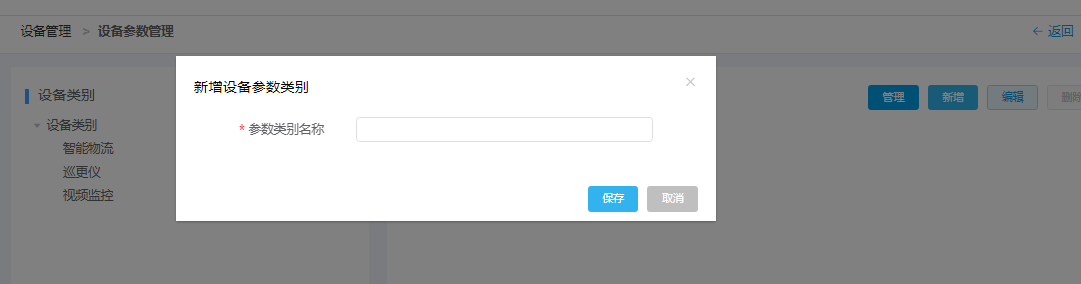 设备管理 > 设备参数管理
← 返回
新增设备参数类别
×
* 参数类别名称
保存 取消
设备类别
设备类别
智能物流
巡更仪
视频监控
管理 新增 编辑 删除